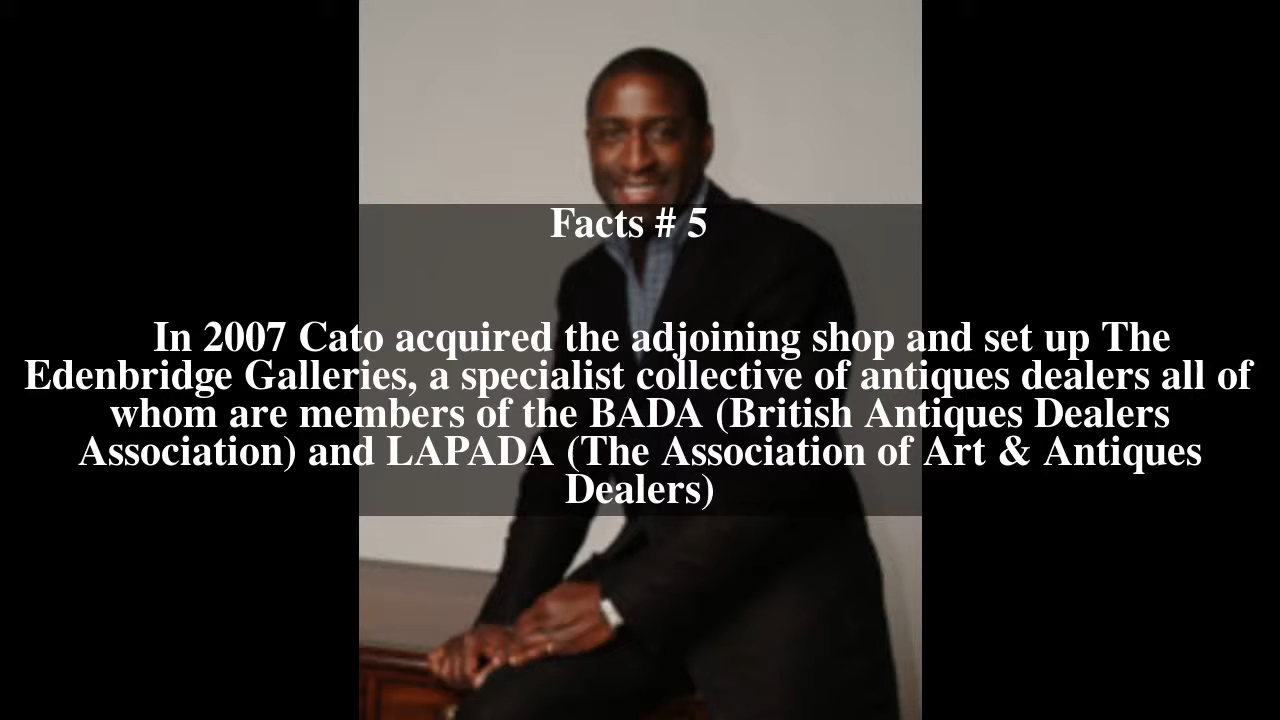 Facts # 5
In 2007 Cato acquired the adjoining shop and set up The
Edenbridge Galleries, a specialist collective of antiques dealers all of
whom are members of the BADA (British Antiques Dealers
Association) and LAPADA (The Association of Art & Antiques
Dealers)